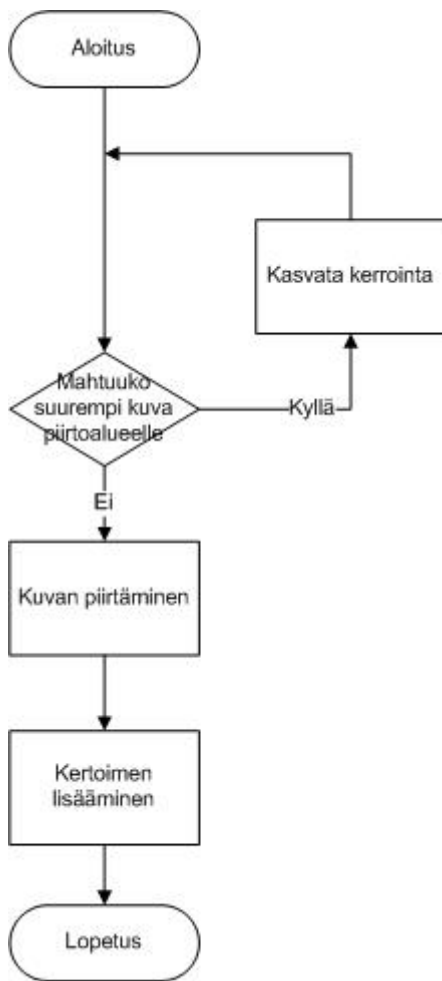 Aloitus
Kasvata kerrointa
Mahtuuko
suurempi kuva
piirtoalueelle
Kyllä
Ei
Kuvan piirtäminen
Kertoimen
lisääminen
Lopetus